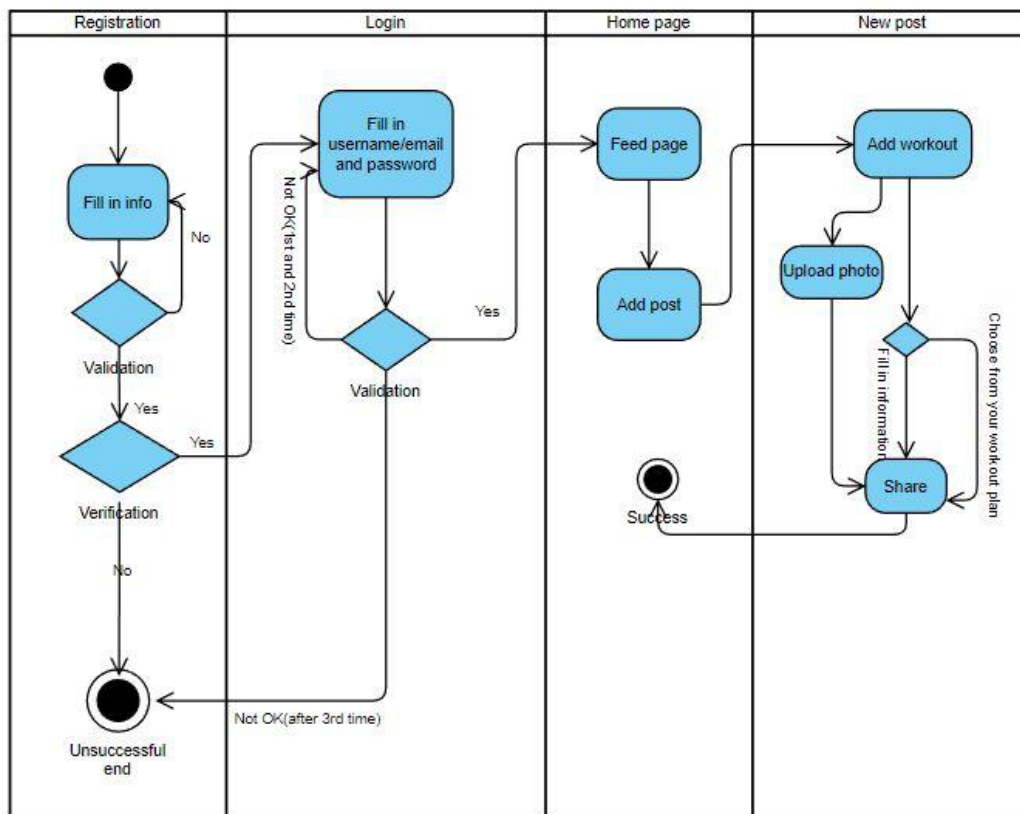 Registration
Login
Home page
New post
Fill in info
No
Validation
Yes
Verification
Yes
No
Unsuccessful
end
Fill in
username/email
and password
Not OK(1st and 2nd time)
Validation
Yes
Not OK(after 3rd time)
Feed page
Add post
Success
Add workout
Upload photo
Fill in information
Choose from your workout plan
Share